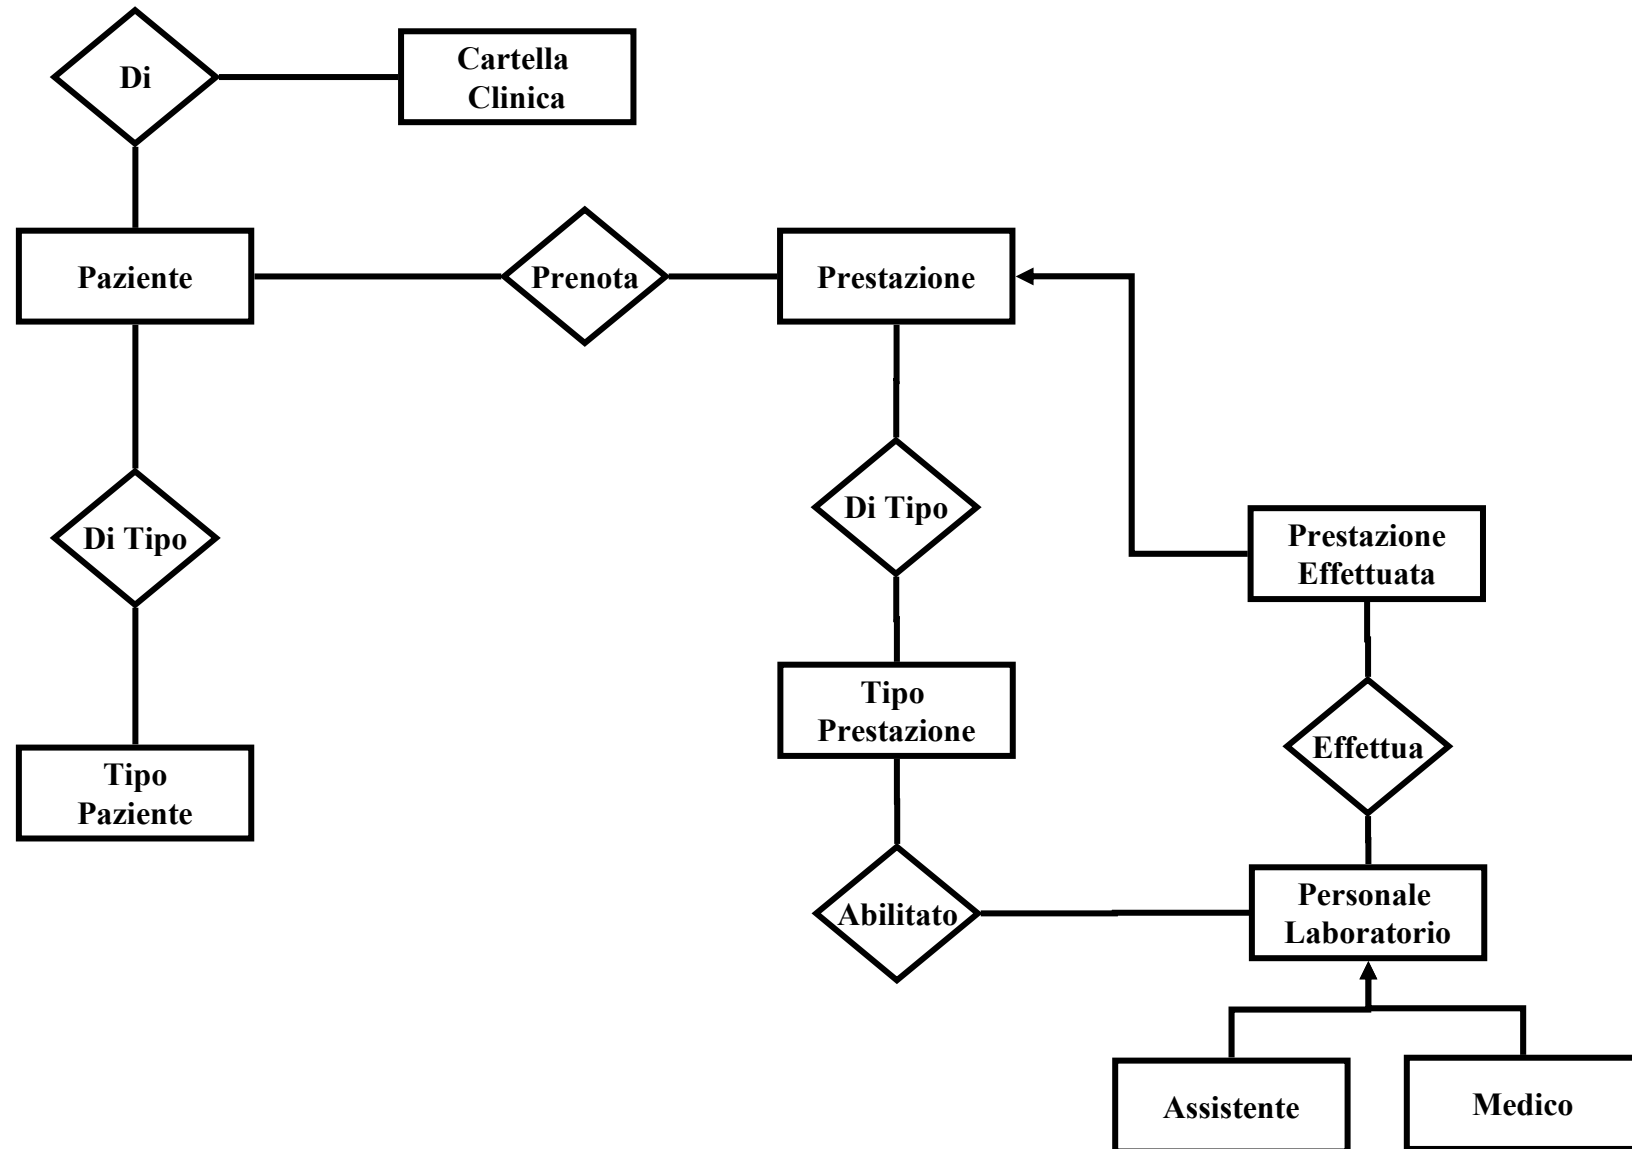 Di
Cartella
Clinica
Paziente
Prenota
Prestazione
Di Tipo
Di Tipo
Prestazione
Effettuata
Tipo
Prestazione
Tipo
Paziente
Effettua
Abilitato
Personale
Laboratorio
Assistente
Medico